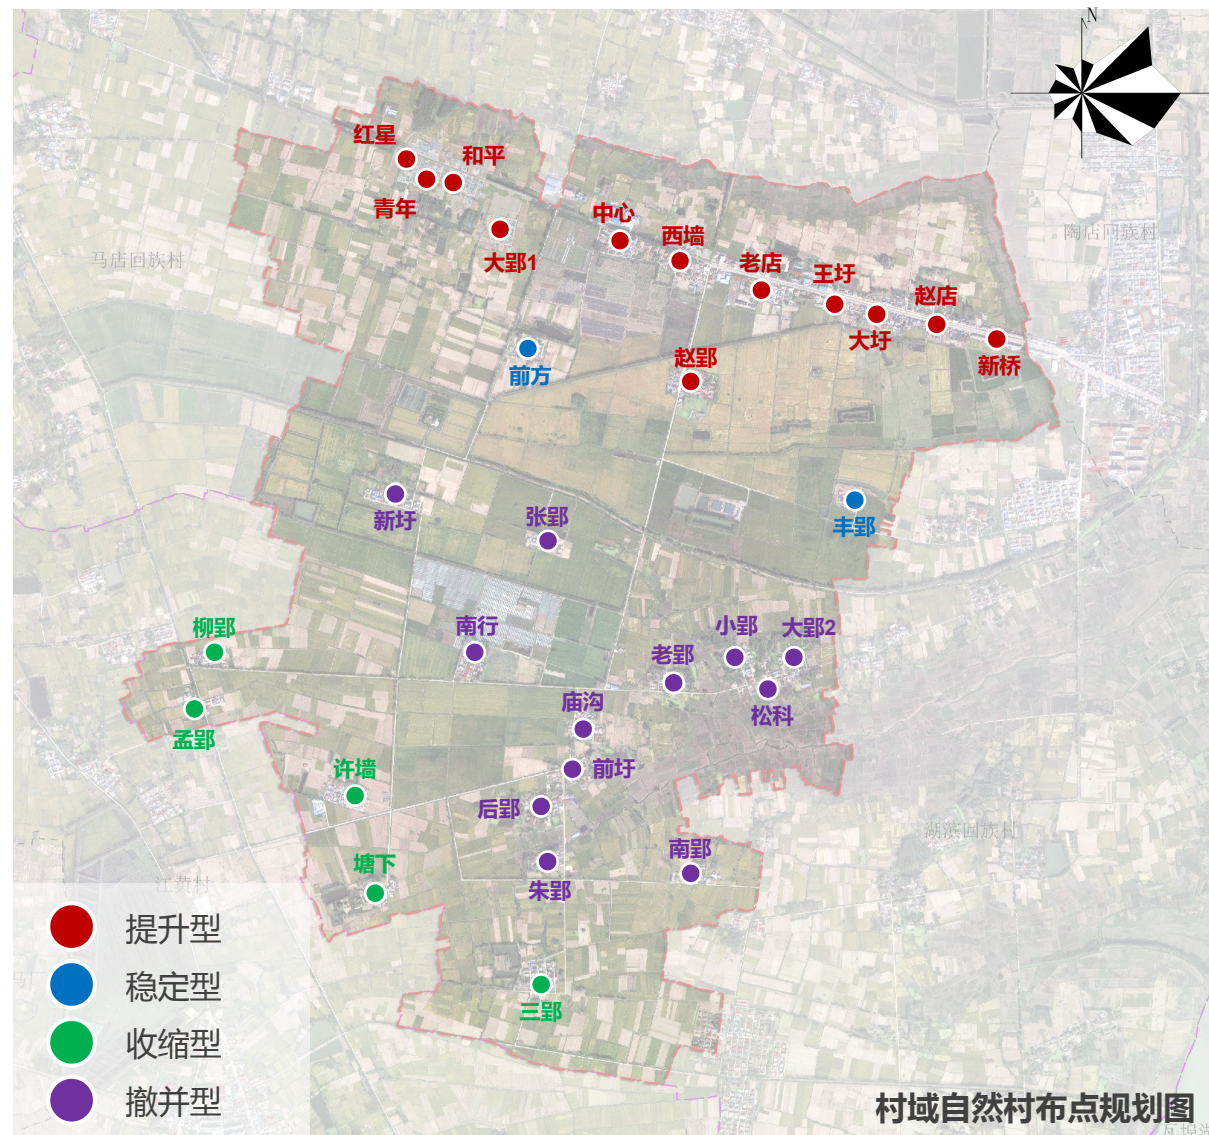 N
红星
和平
青年
中心
西墙
大郢1
老店
王圩
赵店
大圩
新桥
陶店回族村
马店回族村
前方
赵郢
新圩
张郢
丰郢
柳郢
南行
小郢
大郢2
老郢
松科
孟郢
庙沟
许墙
前圩
后郢
湖滨回族村
塘下
朱郢
南郢
江黄村
三郢
提升型
稳定型
收缩型
撤并型
村域自然村布点规划图